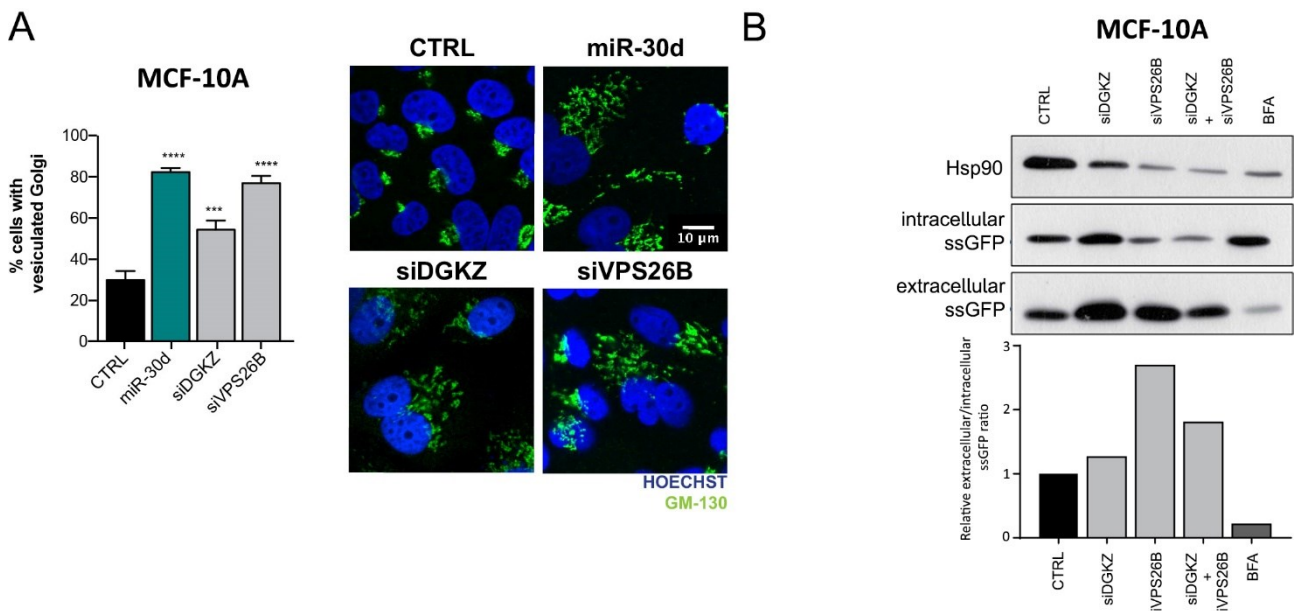 A
MCF-10A
% cells with
vesiculated Golgi
100
80
60
40
20
0
****
***
****
CTRL
miR-30d
siDGKZ
siVPS26B
CTRL
miR-30d
10 µm
siDGKZ
siVPS26B
HOECHST
GM-130
B
MCF-10A
CTRL
siDGKZ
siVPS26B
siDGKZ
+
siVPS26B
BFA
Hsp90
intracellular
ssGFP
extracellular
ssGFP
Relative extracellular/intracellular
ssGFP ratio
3
2
1
0
CTRL
siDGKZ
siVPS26B
siDGKZ
+
siVPS26B
BFA